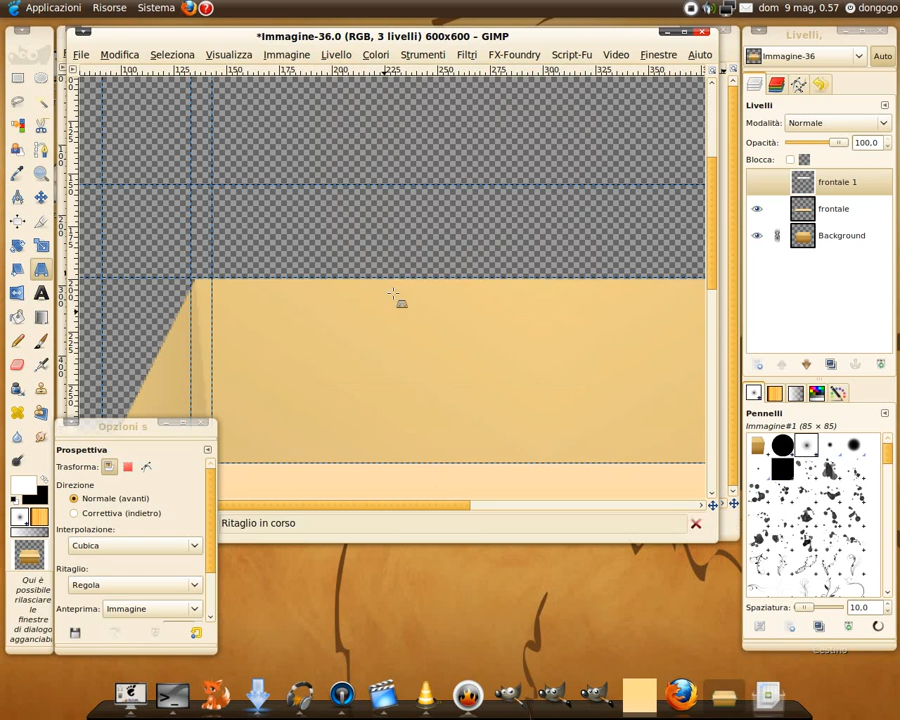 Applicazioni Risorse Sistema dom 9 mag, 0.57 dongogo
*Immagine-36.0 (RGB, 3 livelli) 600x600 – GIMP
File Modifica Seleziona Visualizza Immagine Livello Colori Strumenti Filtri FX-Foundry Script-Fu Video Finestre Aiuto
100 125 150 175 200 225 250 275 300 325 350
Livelli,
Immagine-36 Auto
Livelli
Modalità: Normale
Opacità: 100,0
Blocca:
frontale 1
frontale
Background
Pennelli
Immagine#1 (85 × 85)
Spaziatura: 10,0
Opzioni s
Prospettiva
Trasforma:
Direzione
Normale (avanti)
Correttiva (indietro)
Interpolazione:
Cubica
Ritaglio:
Regola
Anteprima: Immagine
Ritaglio in corso
Qui è
possibile
rilasciare
le
finestre
di dialogo
agganciabi